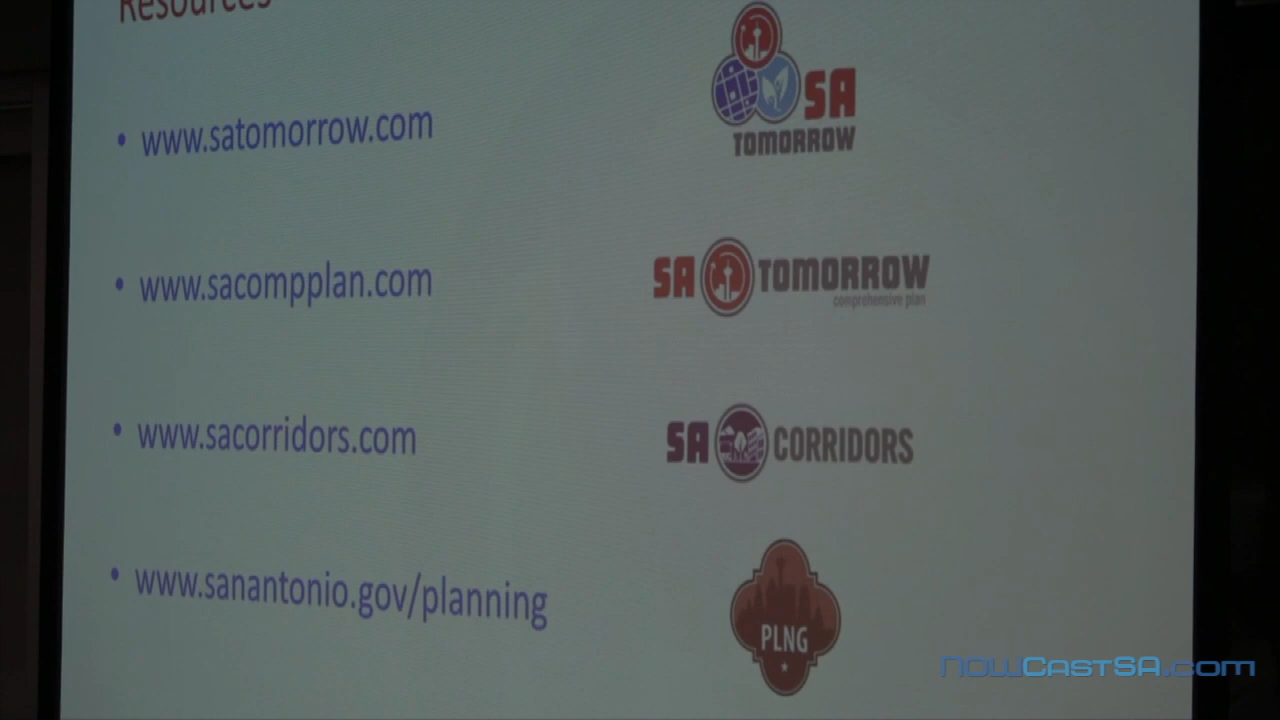 Resources
• www.satomorrow.com
SA
TOMORROW
• www.sacompplan.com
SA TOMORROW
comprehensive plan
• www.sacorridors.com
SA CORRIDORS
• www.sanantonio.gov/planning
PLNG
NOWCastSA.com